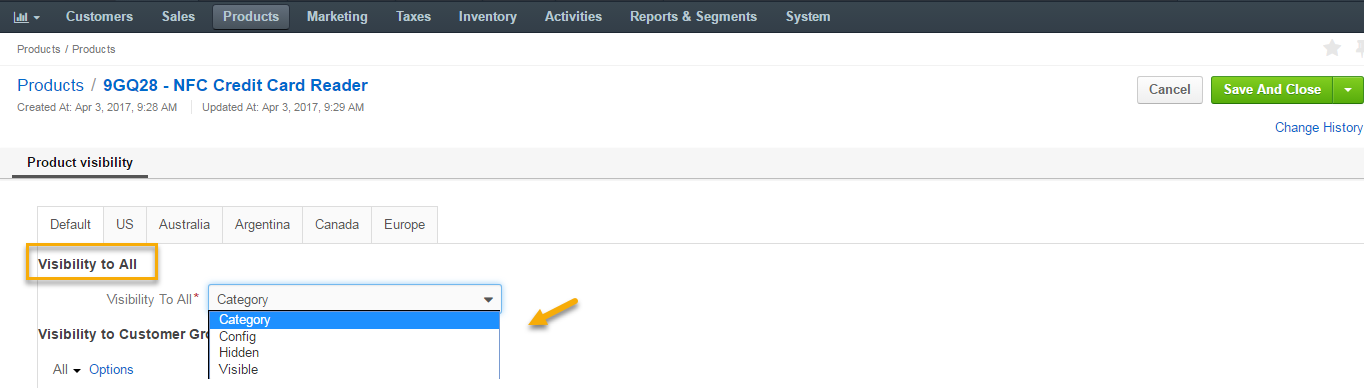 Customers Sales Products Marketing Taxes Inventory Activities Reports & Segments System
Products / Products
Products / 9GQ28 - NFC Credit Card Reader
Cancel Save And Close
Created At: Apr 3, 2017, 9:28 AM Updated At: Apr 3, 2017, 9:29 AM
Change History
Product visibility
Default US Australia Argentina Canada Europe
Visibility to All
Visibility To All* Category
Category
Config
Visibility to Customer Gro
Hidden
Visible
All Options